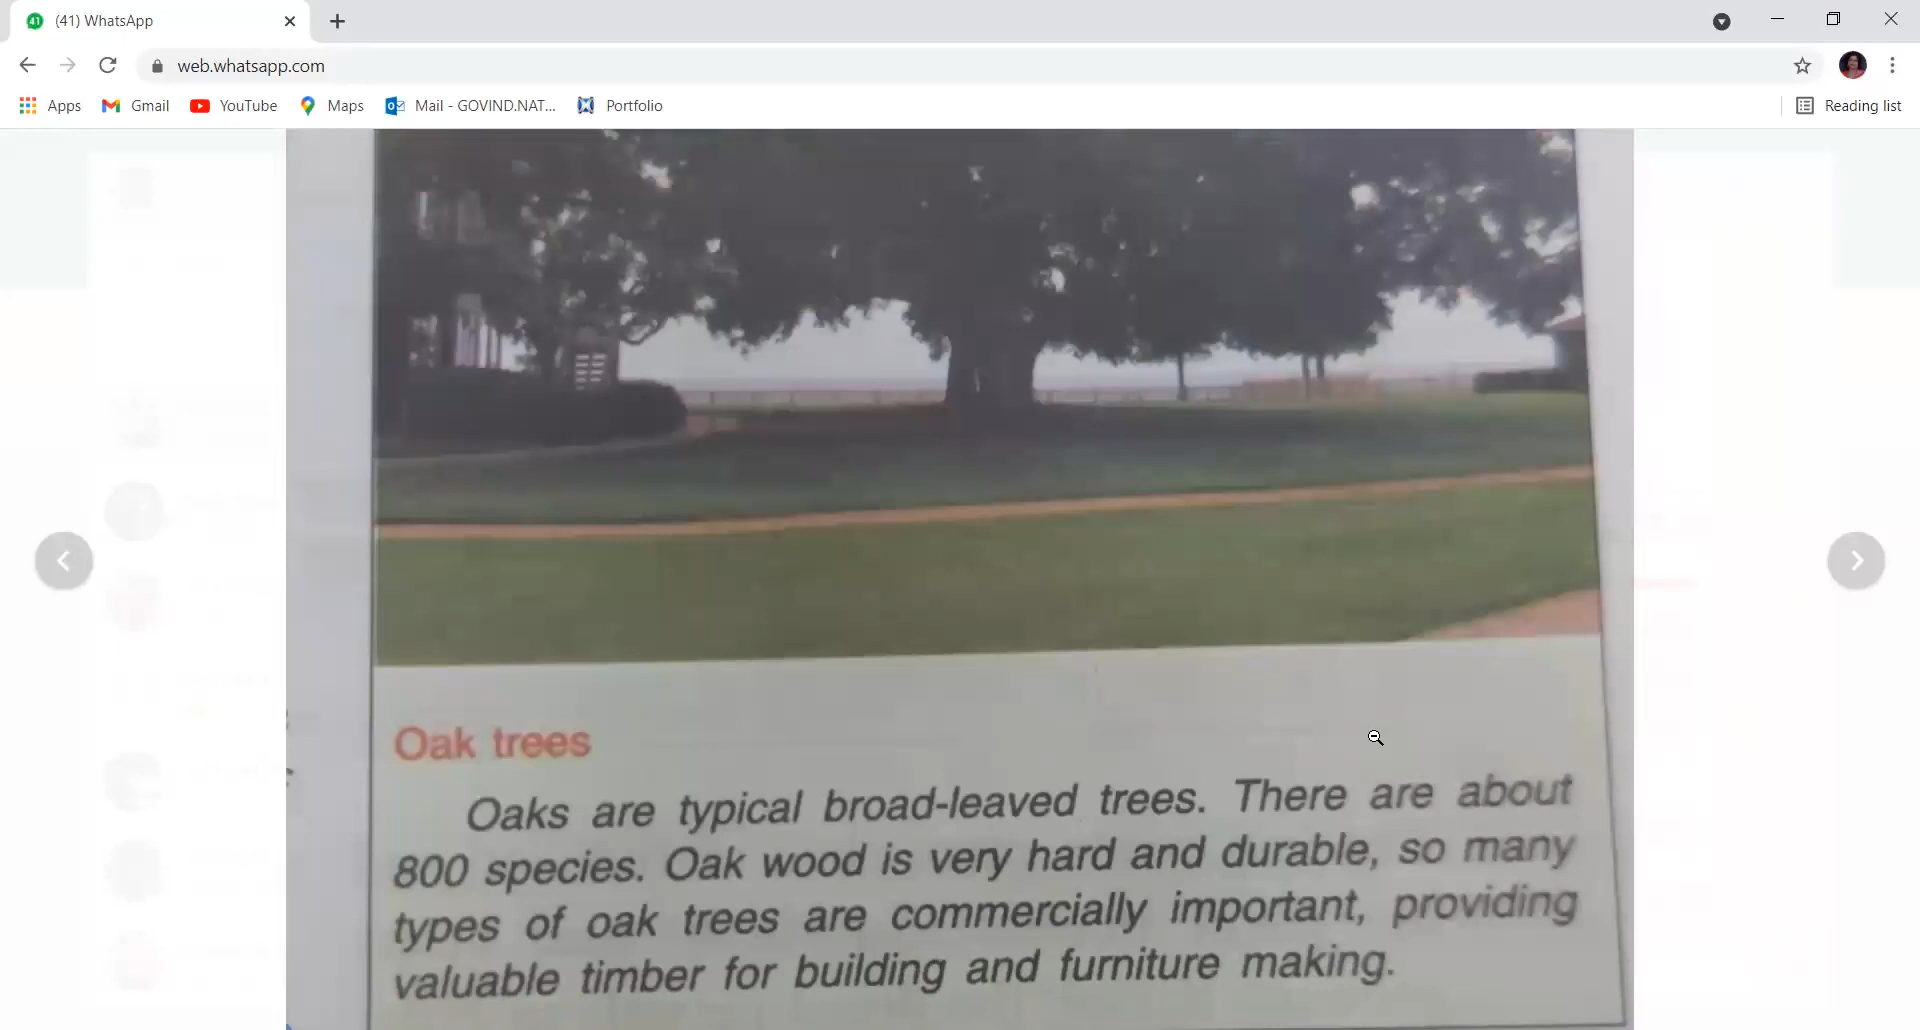 (41) WhatsApp
web.whatsapp.com
Apps Gmail YouTube Maps Mail - GOVIND.NAT... Portfolio Reading list
Oak trees
Oaks are typical broad-leaved trees. There are about
800 species. Oak wood is very hard and durable, so many
types of oak trees are commercially important, providing
valuable timber for building and furniture making.